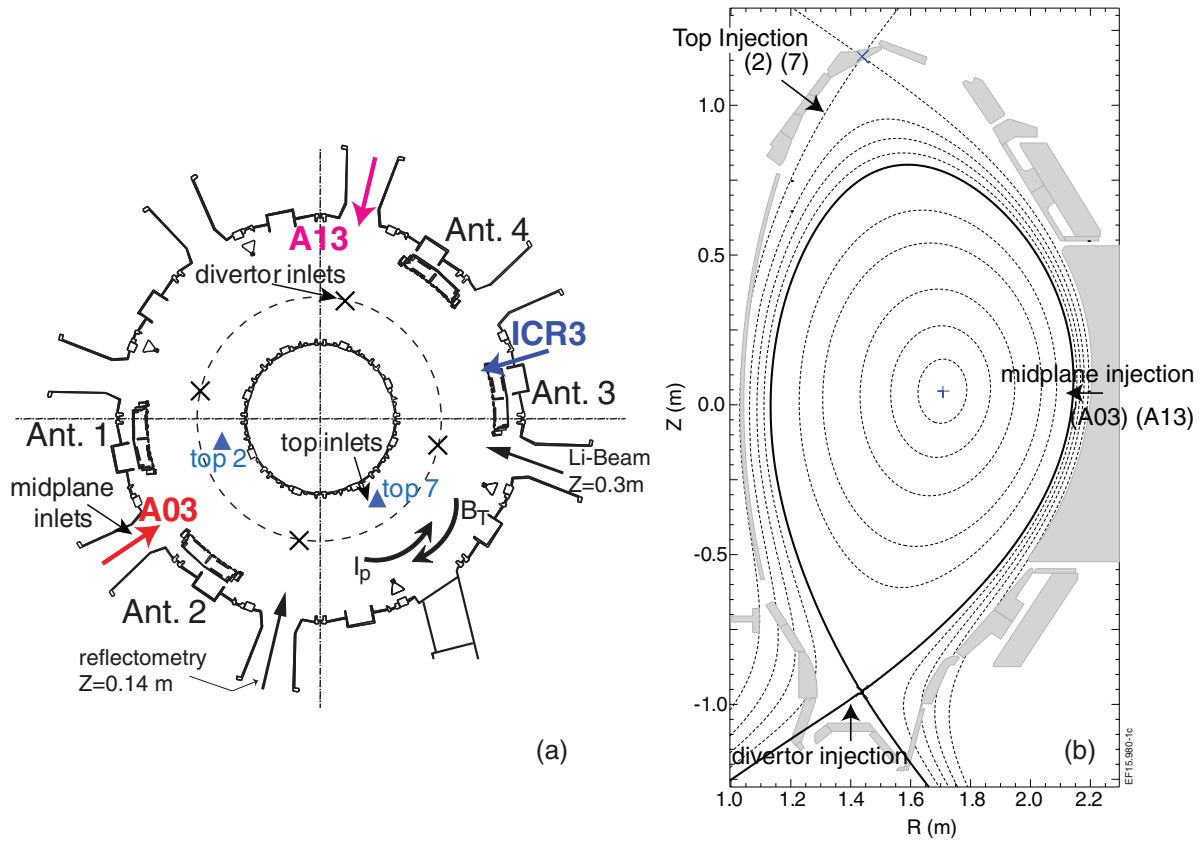 A13
Ant. 4
divertor inlets
ICR3
Ant. 3
Ant. 1
top inlets
top 2
top 7
Li-Beam
Z=0.3m
midplane
inlets
A03
BT
Ip
Ant. 2
reflectometry
Z=0.14 m
(a)
Top Injection
(2) (7)
midplane injection
(A03) (A13)
divertor injection
(b)
EF15.980-1c
Z (m)
1.0
0.5
0.0
-0.5
-1.0
1.0 1.2 1.4 1.6 1.8 2.0 2.2
R (m)